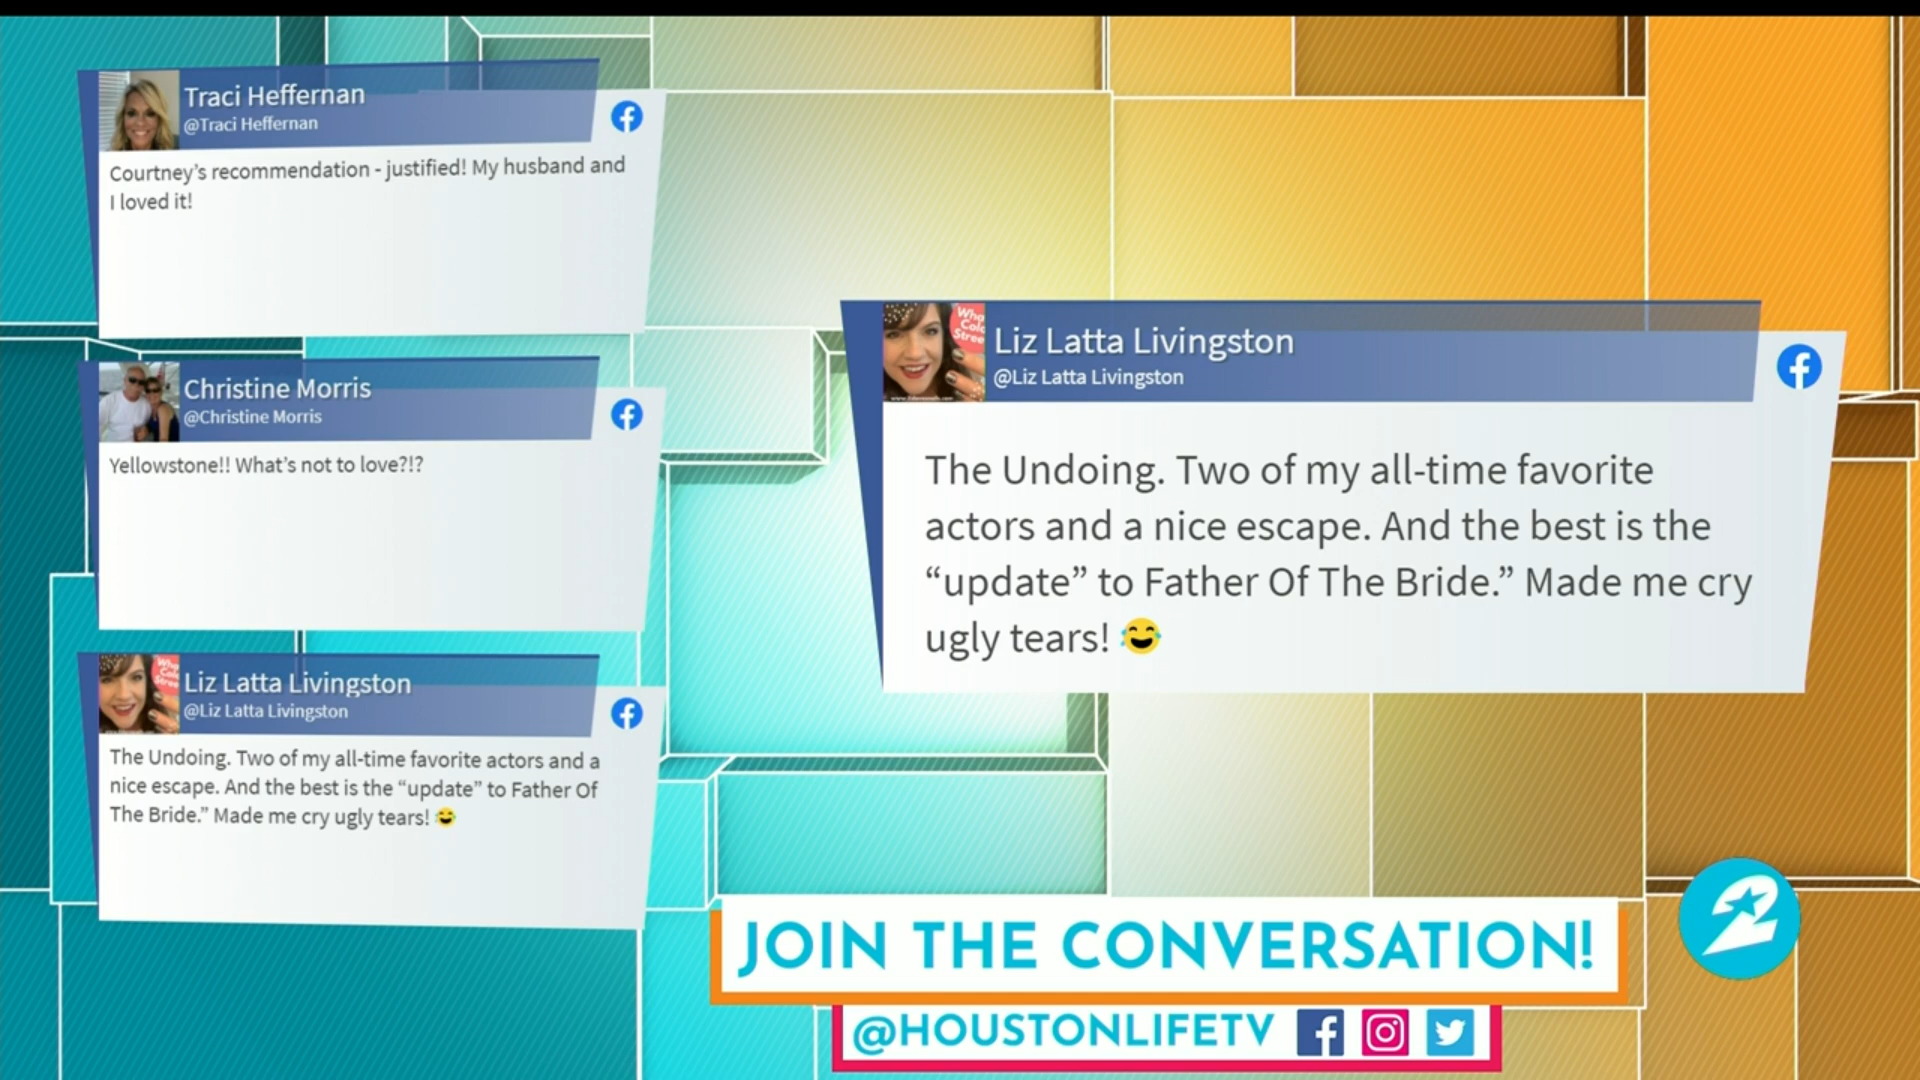 Traci Heffernan
@Traci Heffernan
Courtney's recommendation - justified! My husband and
I loved it!
Christine Morris
@Christine Morris
Yellowstone!! What's not to love?!?
Liz Latta Livingston
@Liz Latta Livingston
The Undoing. Two of my all-time favorite actors and a
nice escape. And the best is the “update” to Father Of
The Bride.” Made me cry ugly tears! 😂
Liz Latta Livingston
@Liz Latta Livingston
The Undoing. Two of my all-time favorite
actors and a nice escape. And the best is the
“update” to Father Of The Bride.” Made me cry
ugly tears! 😂
JOIN THE CONVERSATION!
@HOUSTONLIFETV
2